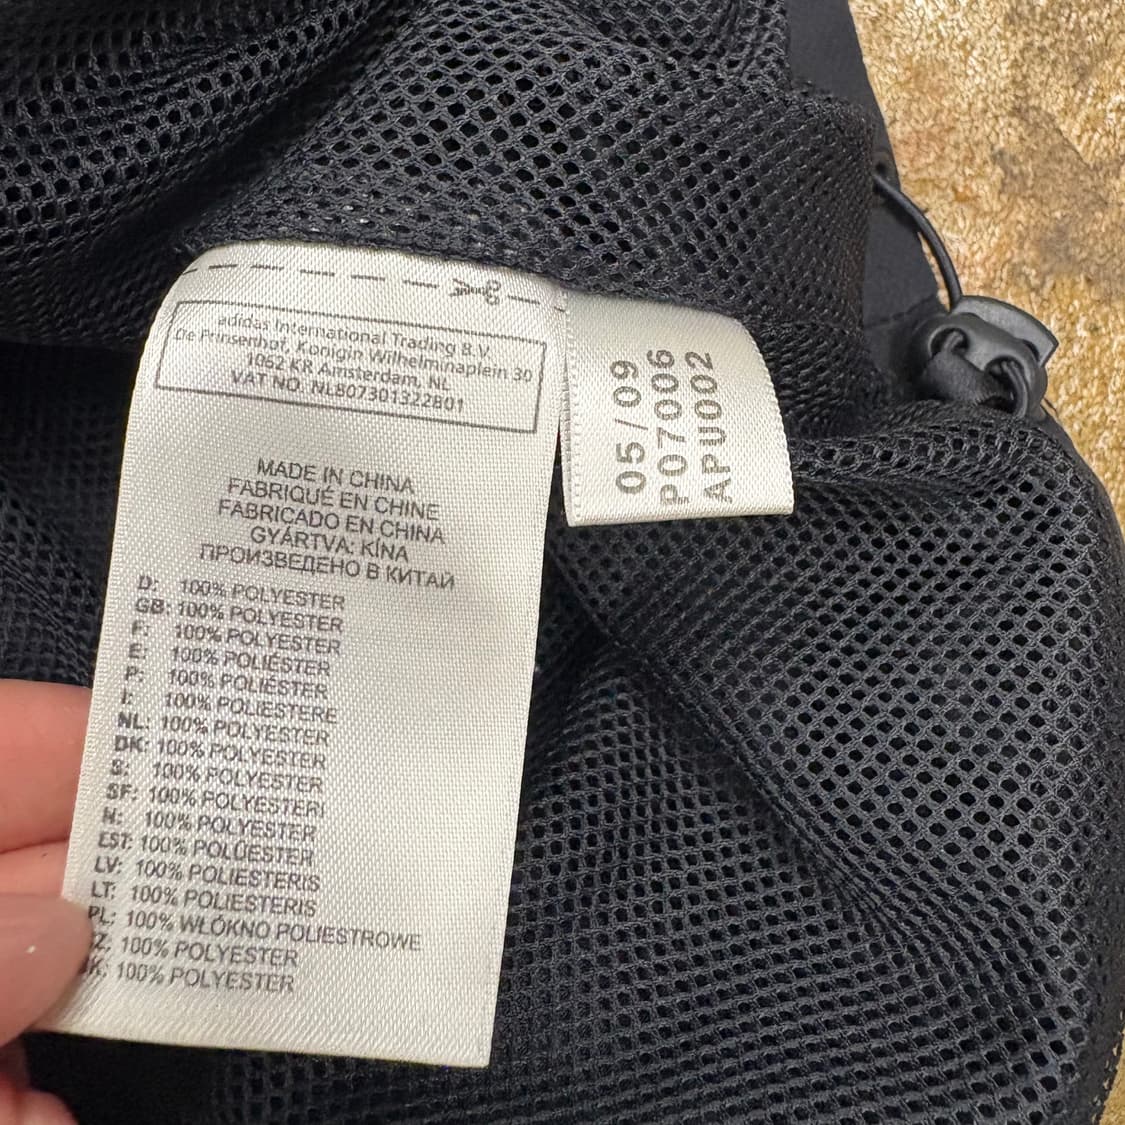 adidas International Trading B.V.
De Prinsenhof, Konigin Wilhelminaplein 30
1062 KR Amsterdam, NL
VAT NO. NL807301322B01
MADE IN CHINA
FABRIQUÉ EN CHINE
FABRICADO EN CHINA
GYÁRTVA: KÍNA
ПРОИЗВЕДЕНО В КИТАЙ
D: 100% POLYESTER
GB: 100% POLYESTER
F: 100% POLYESTER
E: 100% POLIÉSTER
P: 100% POLIÉSTER
I: 100% POLIESTERE
NL: 100% POLYESTER
DK: 100% POLYESTER
S: 100% POLYESTER
SF: 100% POLYESTERI
N: 100% POLYESTER
EST: 100% POLÜESTER
LV: 100% POLIESTERIS
LT: 100% POLIESTERIS
PL: 100% WŁÓKNO POLIESTROWE
Z: 100% POLYESTER
K: 100% POLYESTER
05/09
P07006
APU002